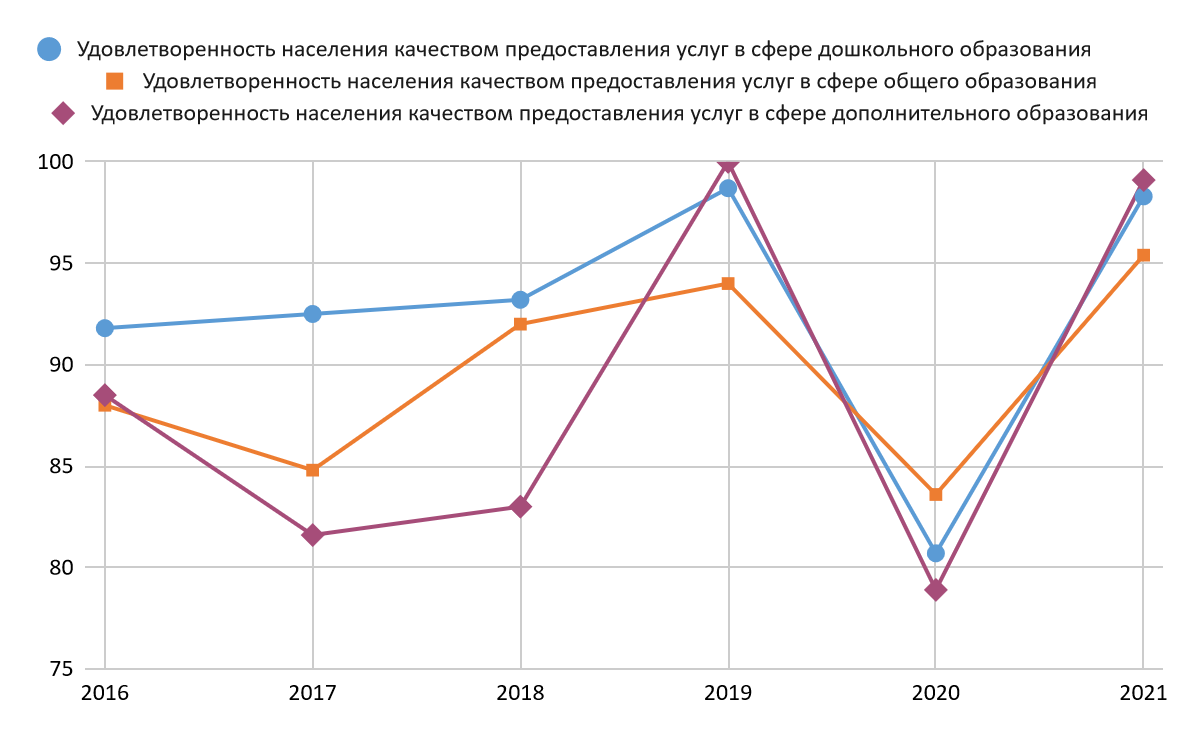 Удовлетворенность населения качеством предоставления услуг в сфере дошкольного образования
Удовлетворенность населения качеством предоставления услуг в сфере общего образования
Удовлетворенность населения качеством предоставления услуг в сфере дополнительного образования
100
95
90
85
80
75
2016 2017 2018 2019 2020 2021